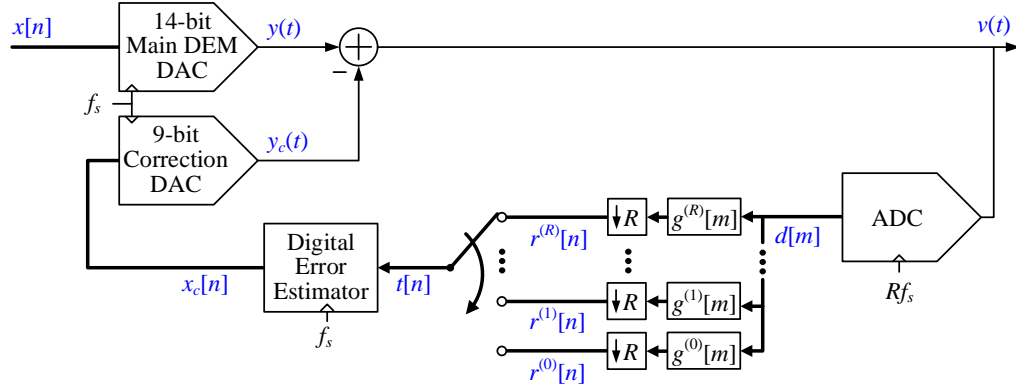 x[n]
14-bit
Main DEM
DAC
y(t)
+
−
v(t)
f_s
9-bit
Correction
DAC
y_c(t)
x_c[n]
Digital
Error
Estimator
f_s
t[n]
r^(R)[n]
↓R
g^(R)[m]
d[m]
ADC
Rf_s
r^(1)[n]
↓R
g^(1)[m]
r^(0)[n]
↓R
g^(0)[m]